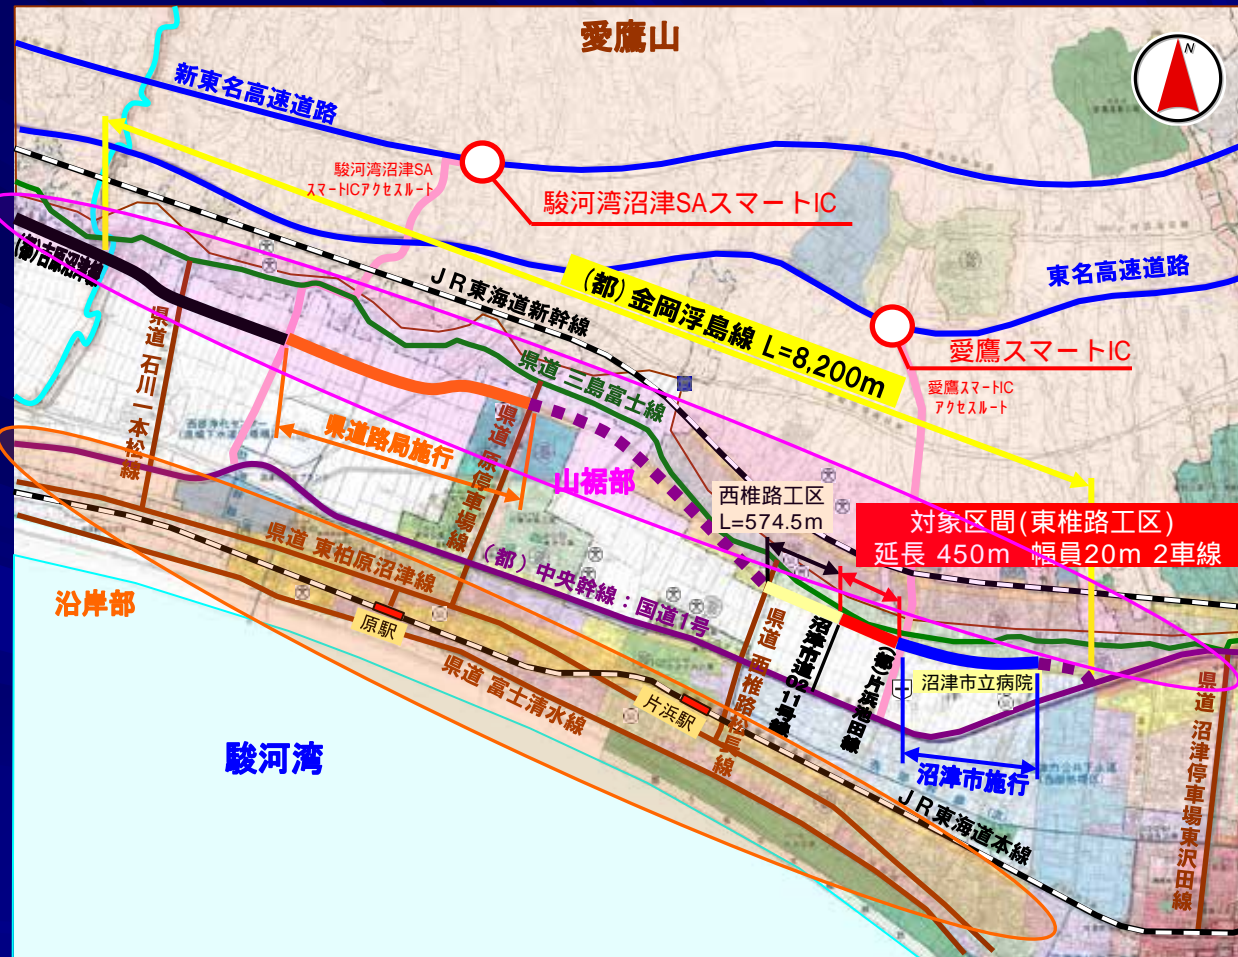 愛鷹山
N
新東名高速道路
駿河湾沼津SA
スマートICアクセスルート
駿河湾沼津SAスマートIC
(都)吉原沼津線
JR東海道新幹線
(都)金岡浮島線 L=8,200m
東名高速道路
愛鷹スマートIC
愛鷹スマートIC
アクセスルート
県道 石川一本松線
県道 三島富士線
県道路局施行
県道 原停車場線
山裾部
西椎路工区
L=574.5m
対象区間(東椎路工区)
延長 450m 幅員20m 2車線
県道 東柏原沼津線
(都)中央幹線:国道1号
沿岸部
原駅
県道 富士清水線
片浜駅
県道 西椎路松長線
沼津市道0211号線
(都)片浜池田線
沼津市立病院
沼津市施行
駿河湾
JR東海道本線
県道 沼津停車場東沢田線